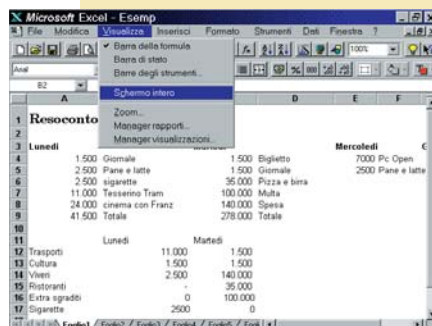 Microsoft Excel - Esemp
File Modifica Visualizza Inserisci Formato Strumenti Dati Finestra ?
Barra della formula
Barra di stato
Barre degli strumenti...
Schermo intero
Zoom...
Manager rapporti...
Manager visualizzazioni...
100%
Arial
B2
A D E F
1 Resoconto
2
3 Lunedì Mercoledì
4 1.500 Giornale 1.500 Biglietto 7000 Pc Open
5 2.500 Pane e latte 1.500 Giornale 2500 Pane e latte
6 2.500 sigarette 35.000 Pizza e birra
7 11.000 Tesserino Tram 100.000 Multa
8 24.000 cinema con Franz 140.000 Spesa
9 41.500 Totale 278.000 Totale
10
11 Lunedì Martedì
12 Trasporti 11.000 1.500
13 Cultura 1.500 1.500
14 Viveri 2.500 140.000
15 Ristoranti - 35.000
16 Extra sgraditi 0 100.000
17 Sigarette 2500 0
Foglio1 Foglio2 Foglio3 Foglio4 Foglio5 Fogl